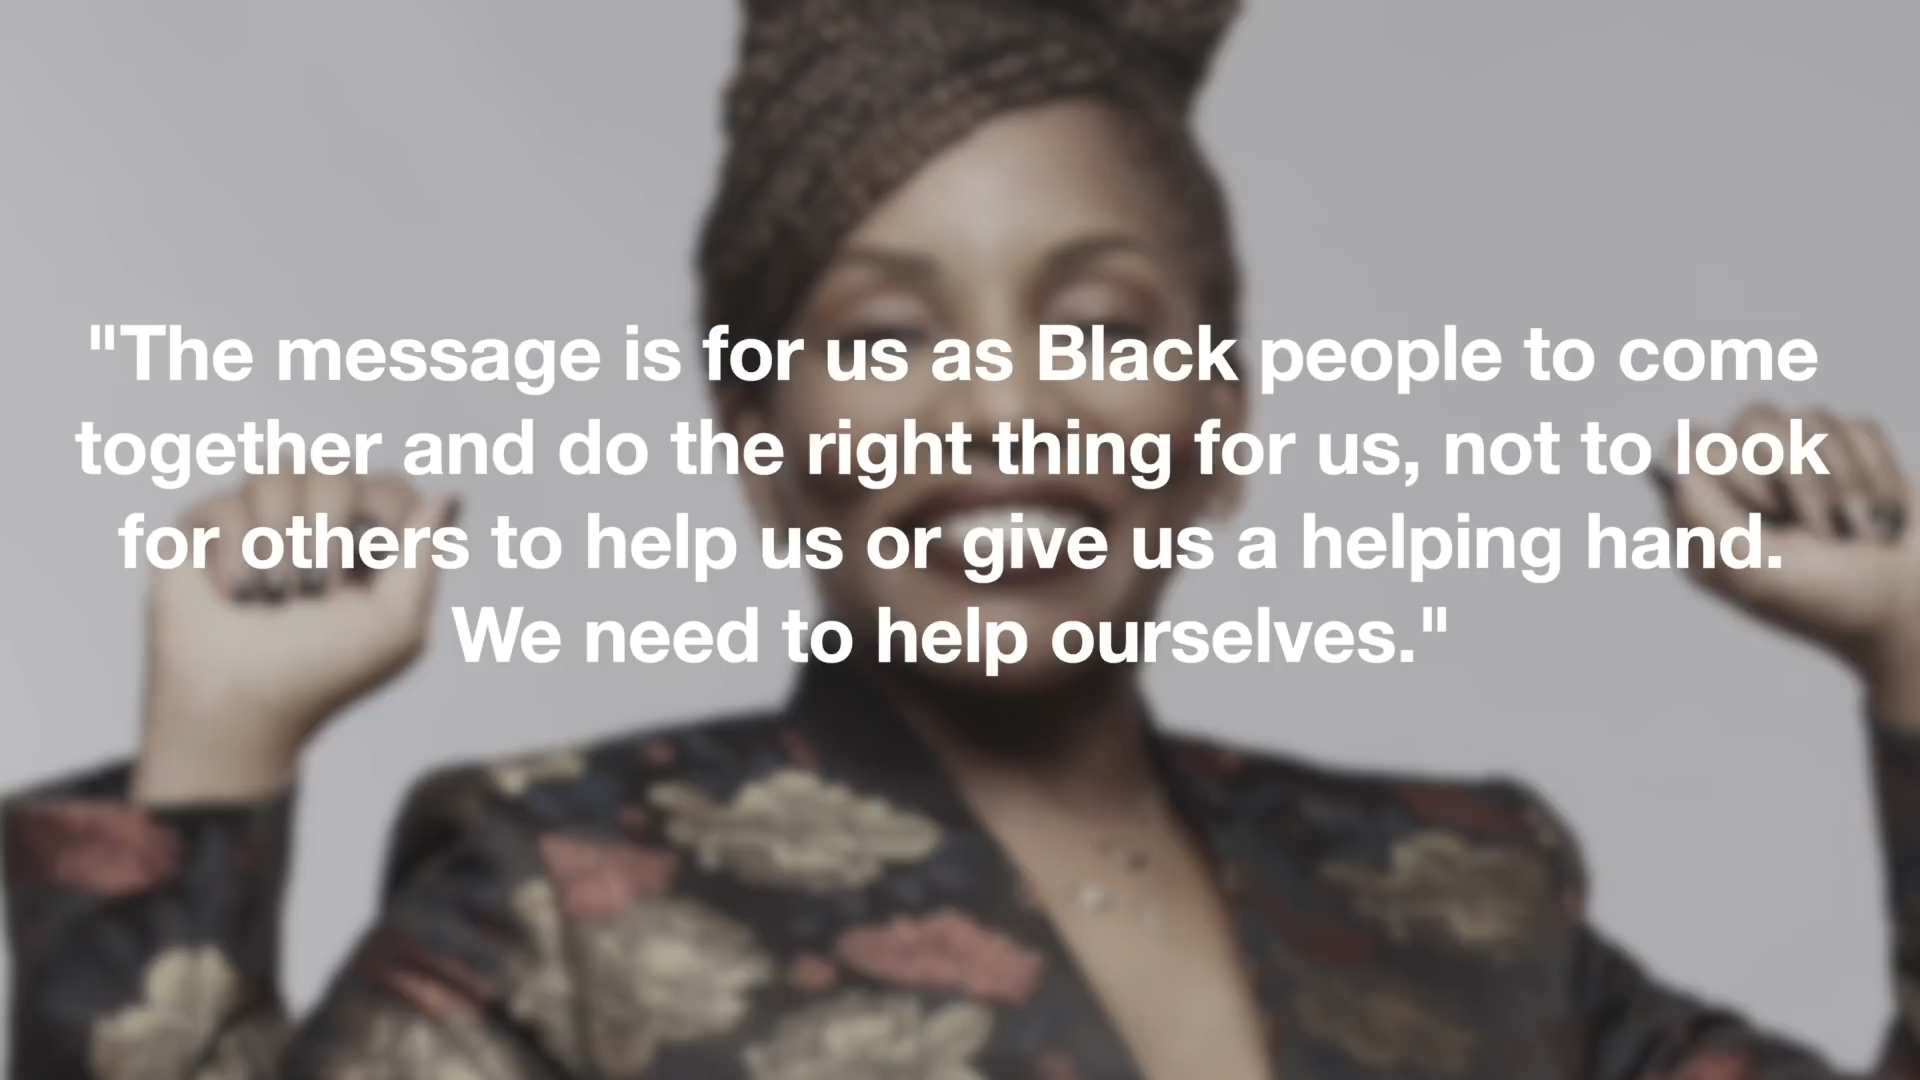 "The message is for us as Black people to come
together and do the right thing for us, not to look
for others to help us or give us a helping hand.
We need to help ourselves."